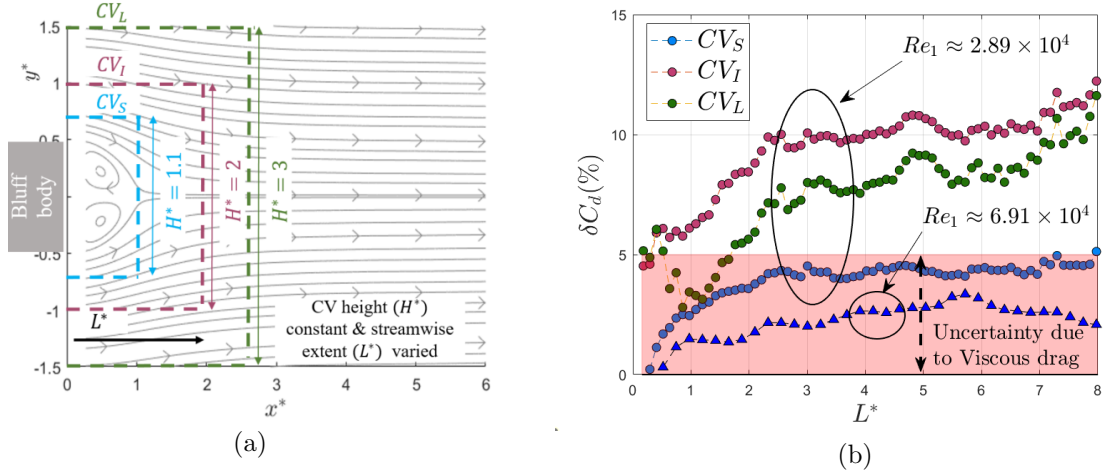 CV_L
CV_I
CV_S
Bluff
body
H* = 1.1
H* = 2
H* = 3
L*
CV height (H*)
constant & streamwise
extent (L*) varied
y*
1.5
1
0.5
0
-0.5
-1
-1.5
0 1 2 3 4 5 6
x*
(a)
CV_S
CV_I
CV_L
Re_1 ≈ 2.89 × 10^4
Re_1 ≈ 6.91 × 10^4
Uncertainty due
to Viscous drag
δC_d(%)
15
10
5
0
0 1 2 3 4 5 6 7 8
L*
(b)